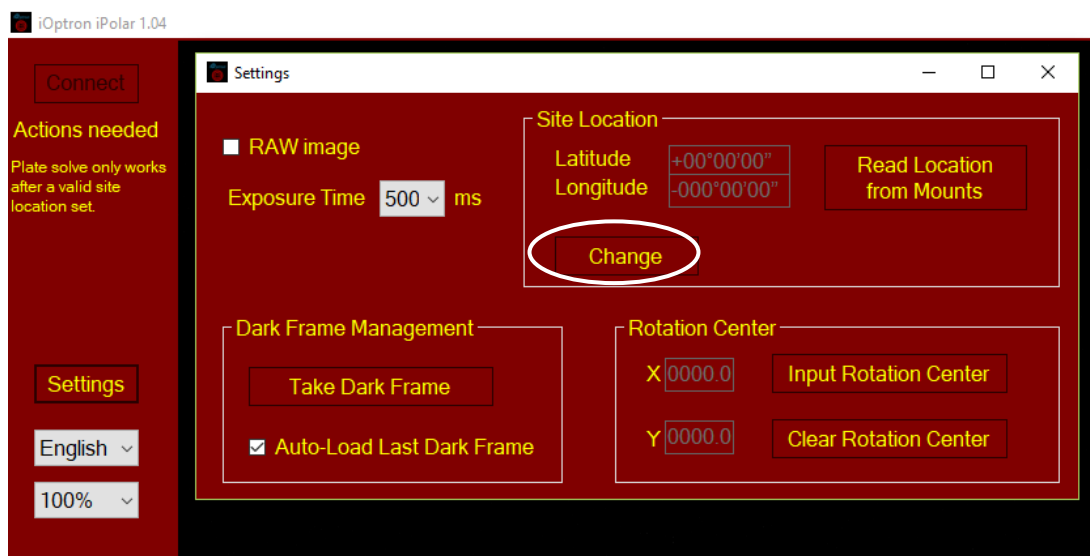 iOptron iPolar 1.04
Connect
Actions needed
Plate solve only works
after a valid site
location set.
Settings
English
100%
Settings
RAW image
Exposure Time 500 ms
Site Location
Latitude +00°00'00"
Longitude -000°00'00"
Read Location
from Mounts
Change
Dark Frame Management
Take Dark Frame
Auto-Load Last Dark Frame
Rotation Center
X 0000.0 Input Rotation Center
Y 0000.0 Clear Rotation Center